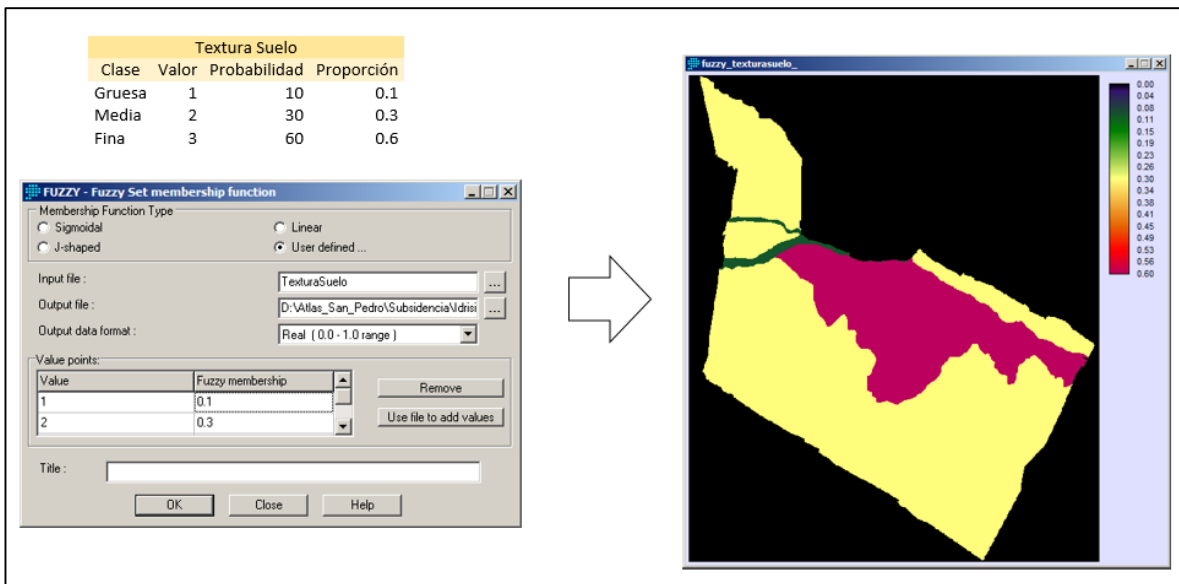 Textura Suelo
Clase Valor Probabilidad Proporción
Gruesa 1 10 0.1
Media 2 30 0.3
Fina 3 60 0.6
FUZZY - Fuzzy Set membership function
Membership Function Type
Sigmoidal
Linear
J-shaped
User defined ...
Input file :
TexturaSuelo
...
Output file :
D:\Atlas_San_Pedro\Subsidencia\Idrisi
...
Output data format :
Real ( 0.0 - 1.0 range )
Value points:
Value Fuzzy membership
1 0.1
2 0.3
Remove
Use file to add values
Title :
OK
Close
Help
fuzzy_texturasuelo_
0.00
0.04
0.08
0.11
0.15
0.19
0.23
0.26
0.30
0.34
0.38
0.41
0.45
0.49
0.53
0.56
0.60